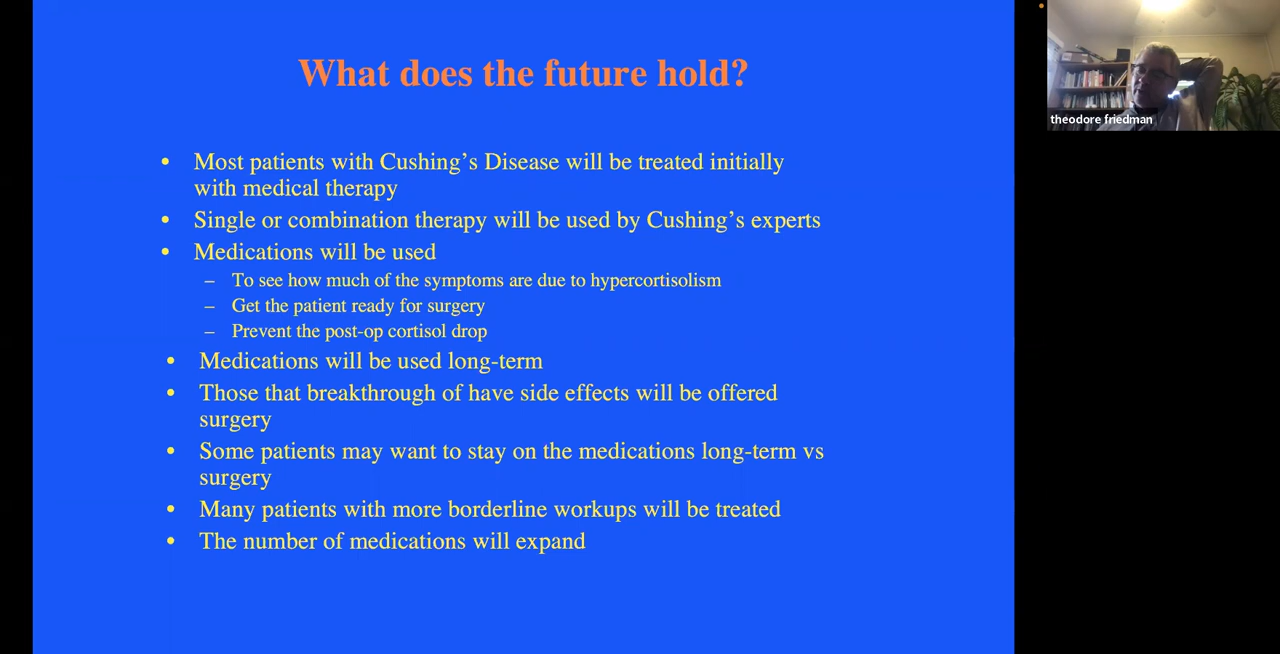 What does the future hold?
• Most patients with Cushing's Disease will be treated initially
with medical therapy
• Single or combination therapy will be used by Cushing's experts
• Medications will be used
– To see how much of the symptoms are due to hypercortisolism
– Get the patient ready for surgery
– Prevent the post-op cortisol drop
• Medications will be used long-term
• Those that breakthrough of have side effects will be offered
surgery
• Some patients may want to stay on the medications long-term vs
surgery
• Many patients with more borderline workups will be treated
• The number of medications will expand
theodore friedman